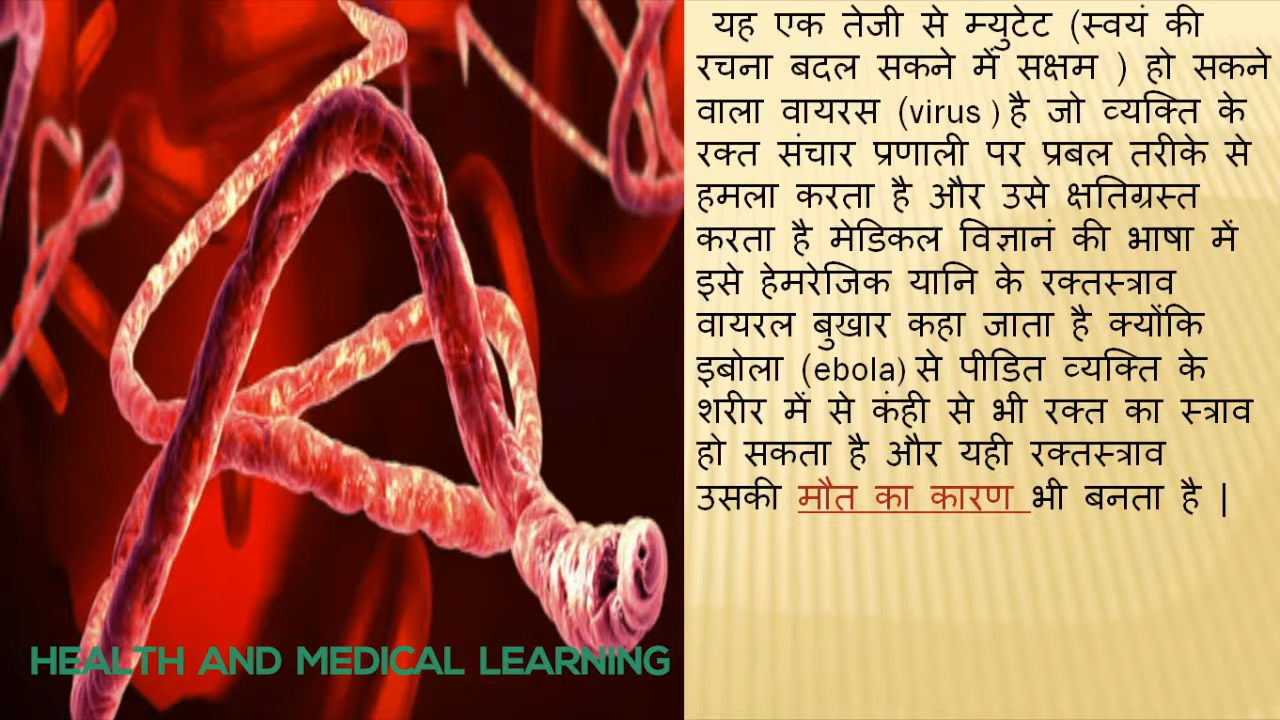 यह एक तेजी से म्युटेट (स्वयं की
रचना बदल सकने में सक्षम ) हो सकने
वाला वायरस (virus ) है जो व्यक्ति के
रक्त संचार प्रणाली पर प्रबल तरीके से
हमला करता है और उसे क्षतिग्रस्त
करता है मेडिकल विज्ञानं की भाषा में
इसे हेमरेजिक यानि के रक्तस्त्राव
वायरल बुखार कहा जाता है क्योंकि
इबोला (ebola) से पीडित व्यक्ति के
शरीर में से कंही से भी रक्त का स्त्राव
हो सकता है और यही रक्तस्त्राव
उसकी मौत का कारण भी बनता है |
HEALTH AND MEDICAL LEARNING